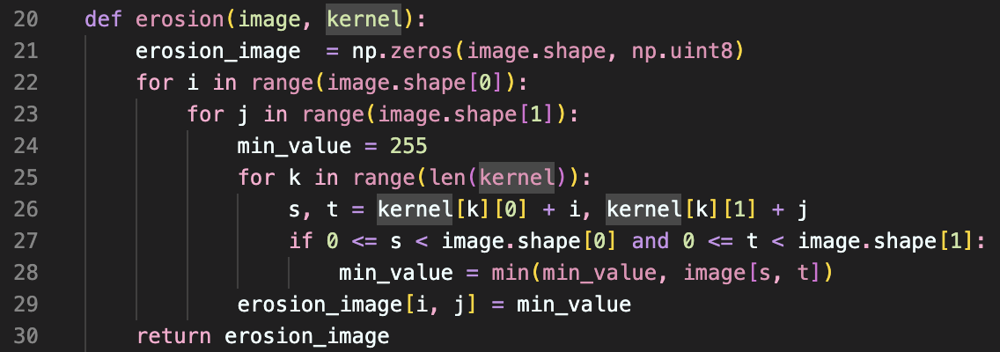 20 def erosion(image, kernel):
21     erosion_image  = np.zeros(image.shape, np.uint8)
22     for i in range(image.shape[0]):
23         for j in range(image.shape[1]):
24             min_value = 255
25             for k in range(len(kernel)):
26                 s, t = kernel[k][0] + i, kernel[k][1] + j
27                 if 0 <= s < image.shape[0] and 0 <= t < image.shape[1]:
28                     min_value = min(min_value, image[s, t])
29             erosion_image[i, j] = min_value
30     return erosion_image